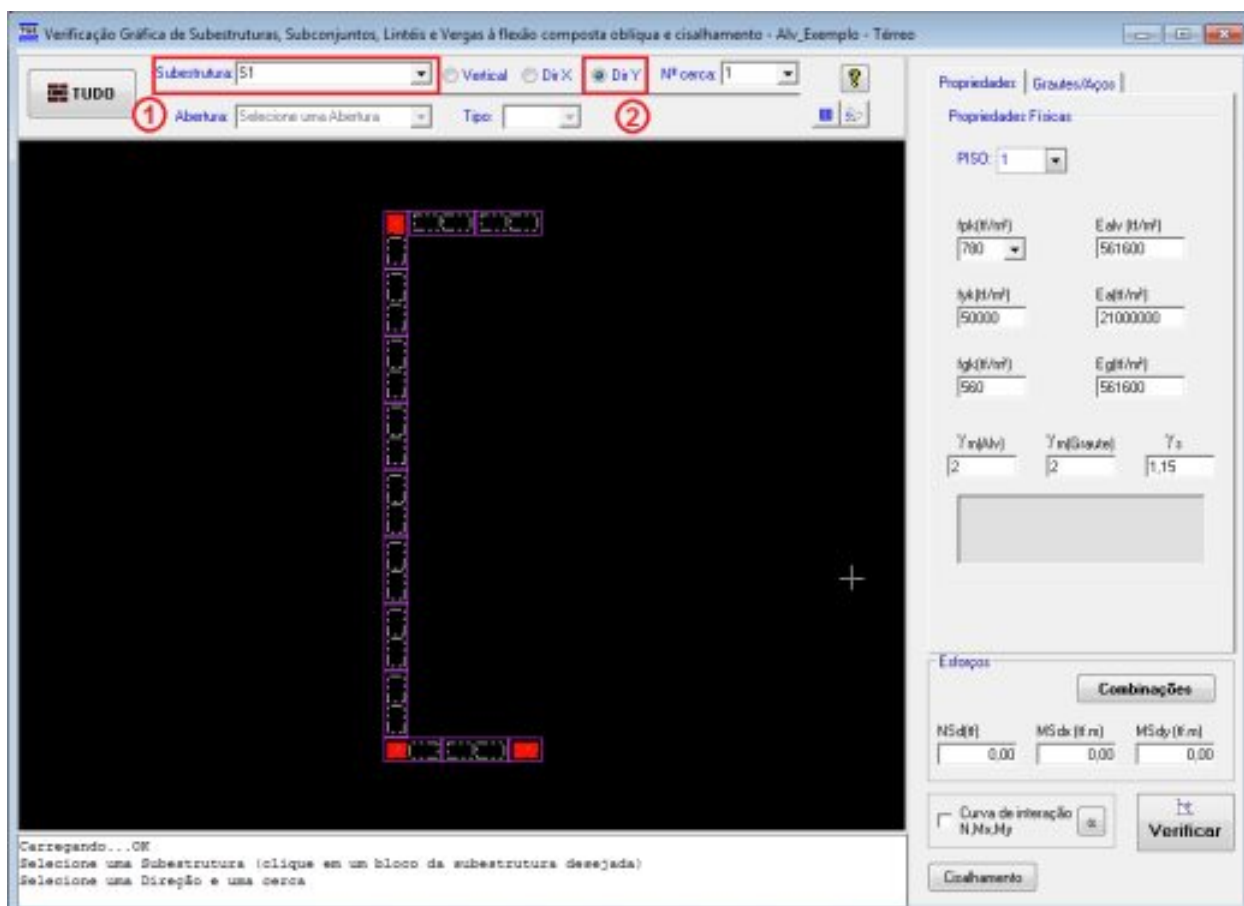 Verificação Gráfica de Subestruturas, Subconjuntos, Lintéis e Vergas à flexão composta oblíqua e cisalhamento - Alv_Exemplo - Térreo
TUDO
Subestrutura: S1
Vertical
Dir X
Dir Y
Nº cerca: 1
1
Abertura: Selecione uma Abertura
Tipo:
2
Propriedades
Grautes/Aços
Propriedades Físicas
PISO: 1
fpk(tf/m²)
Ealv (tf/m²)
780
561600
fyk(tf/m²)
Ea(tf/m²)
50000
21000000
fgk(tf/m²)
Eg(tf/m²)
560
561600
γm(Alv)
γm(Graute)
γs
2
2
1,15
Esforços
Combinações
NSd(tf)
MSdx (tf.m)
MSdy (tf.m)
0,00
0,00
0,00
Curva de interação
N,Mx,My
α
Verificar
Cisalhamento
Carregando...OK
Selecione uma Subestrutura (clique em um bloco da subestrutura desejada)
Selecione uma Direção e uma cerca